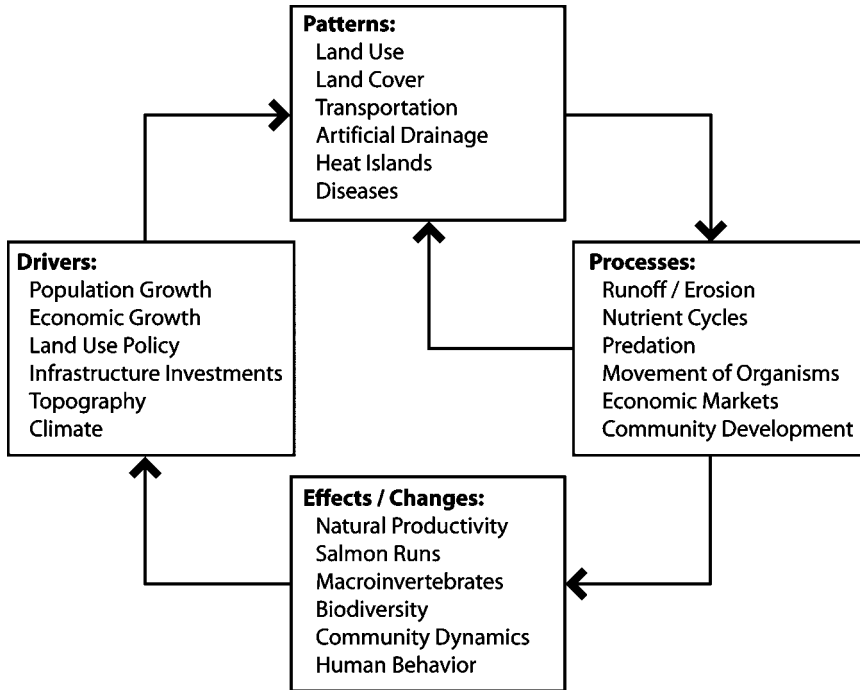 Patterns:
Land Use
Land Cover
Transportation
Artificial Drainage
Heat Islands
Diseases
Drivers:
Population Growth
Economic Growth
Land Use Policy
Infrastructure Investments
Topography
Climate
Processes:
Runoff / Erosion
Nutrient Cycles
Predation
Movement of Organisms
Economic Markets
Community Development
Effects / Changes:
Natural Productivity
Salmon Runs
Macroinvertebrates
Biodiversity
Community Dynamics
Human Behavior